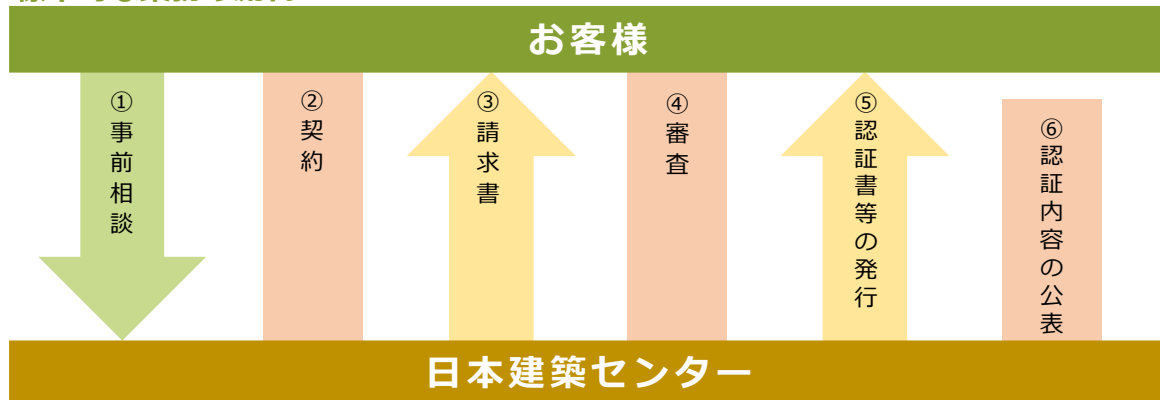 お客様
①事前相談
②契約
③請求書
④審査
⑤認証書等の発行
⑥認証内容の公表
日本建築センター